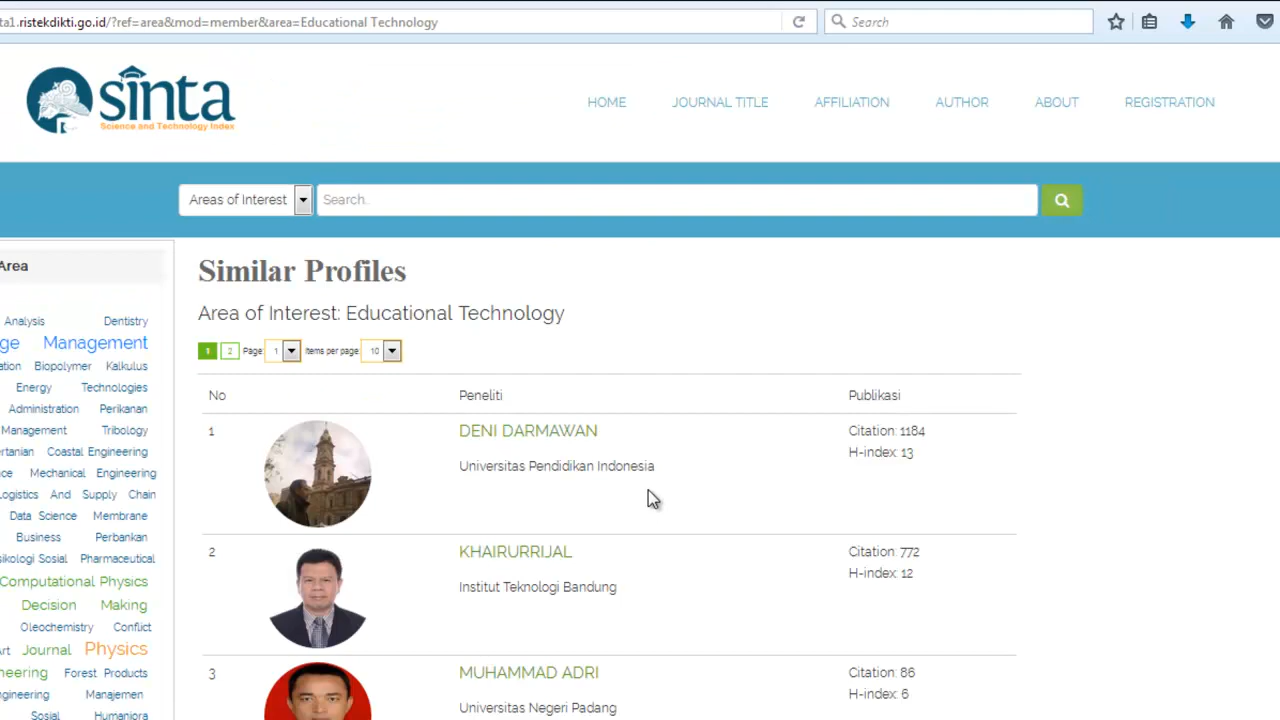 ta1.ristekdikti.go.id/?ref=area&mod=member&area=Educational Technology
Search
sinta
Science and Technology Index
HOME
JOURNAL TITLE
AFFILIATION
AUTHOR
ABOUT
REGISTRATION
Areas of Interest
Search..
Area
Analysis Dentistry
ge Management
ation Biopolymer Kalkulus
Energy Technologies
Administration Perikanan
Management Tribology
ertanian Coastal Engineering
ce Mechanical Engineering
Logistics And Supply Chain
Data Science Membrane
Business Perbankan
sikologi Sosial Pharmaceutical
Computational Physics
Decision Making
Oleochemistry Conflict
Art Journal Physics
neering Forest Products
ngineering Manajemen
Sosial Humaniora
Similar Profiles
Area of Interest: Educational Technology
1 2 Page: 1 Items per page: 10
No Peneliti Publikasi
1 DENI DARMAWAN Citation: 1184
H-index: 13
Universitas Pendidikan Indonesia
2 KHAIRURRIJAL Citation: 772
H-index: 12
Institut Teknologi Bandung
3 MUHAMMAD ADRI Citation: 86
H-index: 6
Universitas Negeri Padang